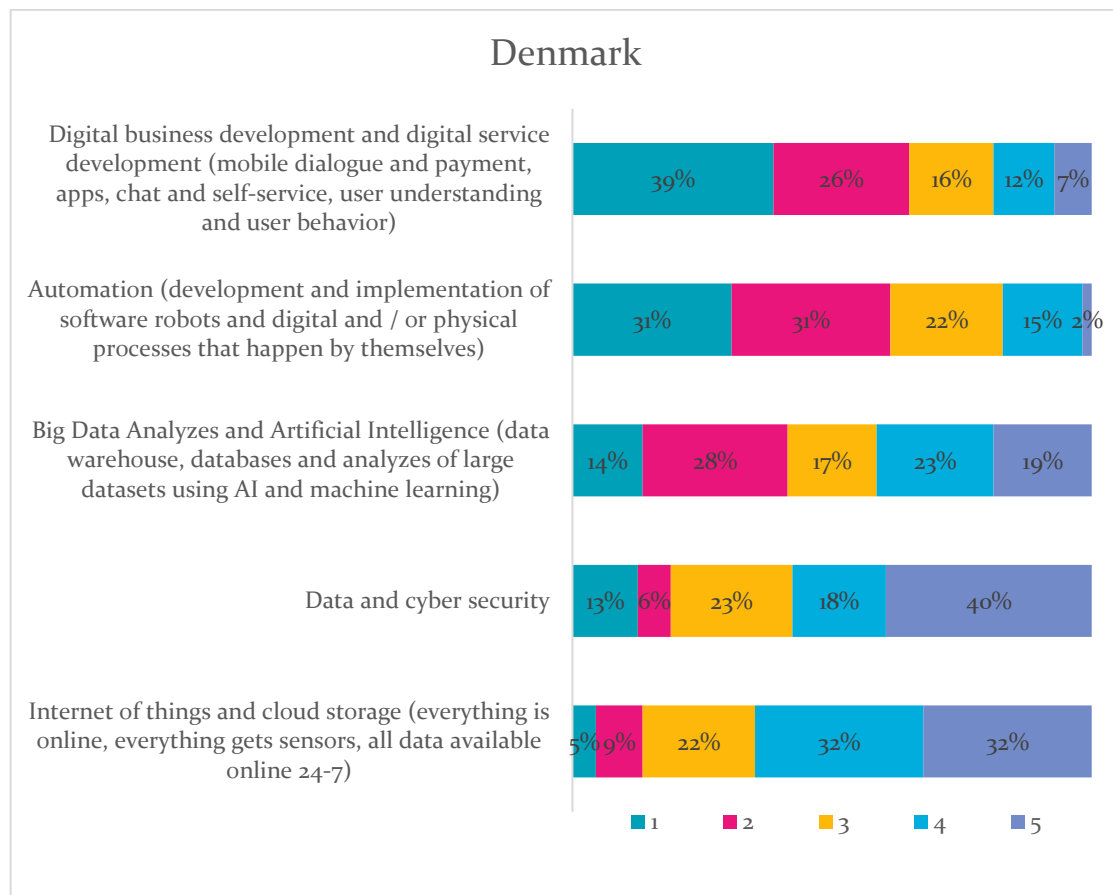 Denmark
Digital business development and digital service
development (mobile dialogue and payment,
apps, chat and self-service, user understanding
and user behavior)
39% 26% 16% 12% 7%
Automation (development and implementation of
software robots and digital and / or physical
processes that happen by themselves)
31% 31% 22% 15% 2%
Big Data Analyzes and Artificial Intelligence (data
warehouse, databases and analyzes of large
datasets using AI and machine learning)
14% 28% 17% 23% 19%
Data and cyber security
13% 6% 23% 18% 40%
Internet of things and cloud storage (everything is
online, everything gets sensors, all data available
online 24-7)
5% 9% 22% 32% 32%
1 2 3 4 5